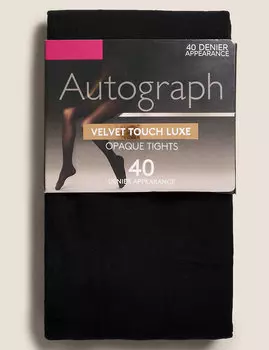 40 DENIER
APPEARANCE
Autograph
VELVET TOUCH LUXE
OPAQUE TIGHTS
40
DENIER APPEARANCE